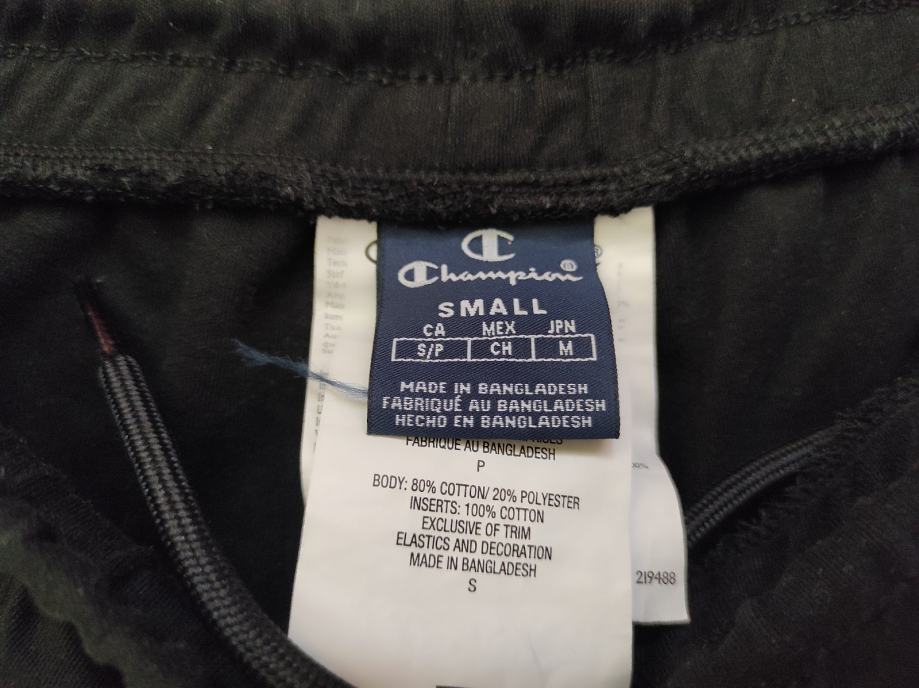 Champion®
SMALL
CA MEX JPN
S/P CH M
MADE IN BANGLADESH
FABRIQUÉ AU BANGLADESH
HECHO EN BANGLADESH
FABRIQUE AU BANGLADESH
P
BODY: 80% COTTON/ 20% POLYESTER
INSERTS: 100% COTTON
EXCLUSIVE OF TRIM
ELASTICS AND DECORATION
MADE IN BANGLADESH
S
219488